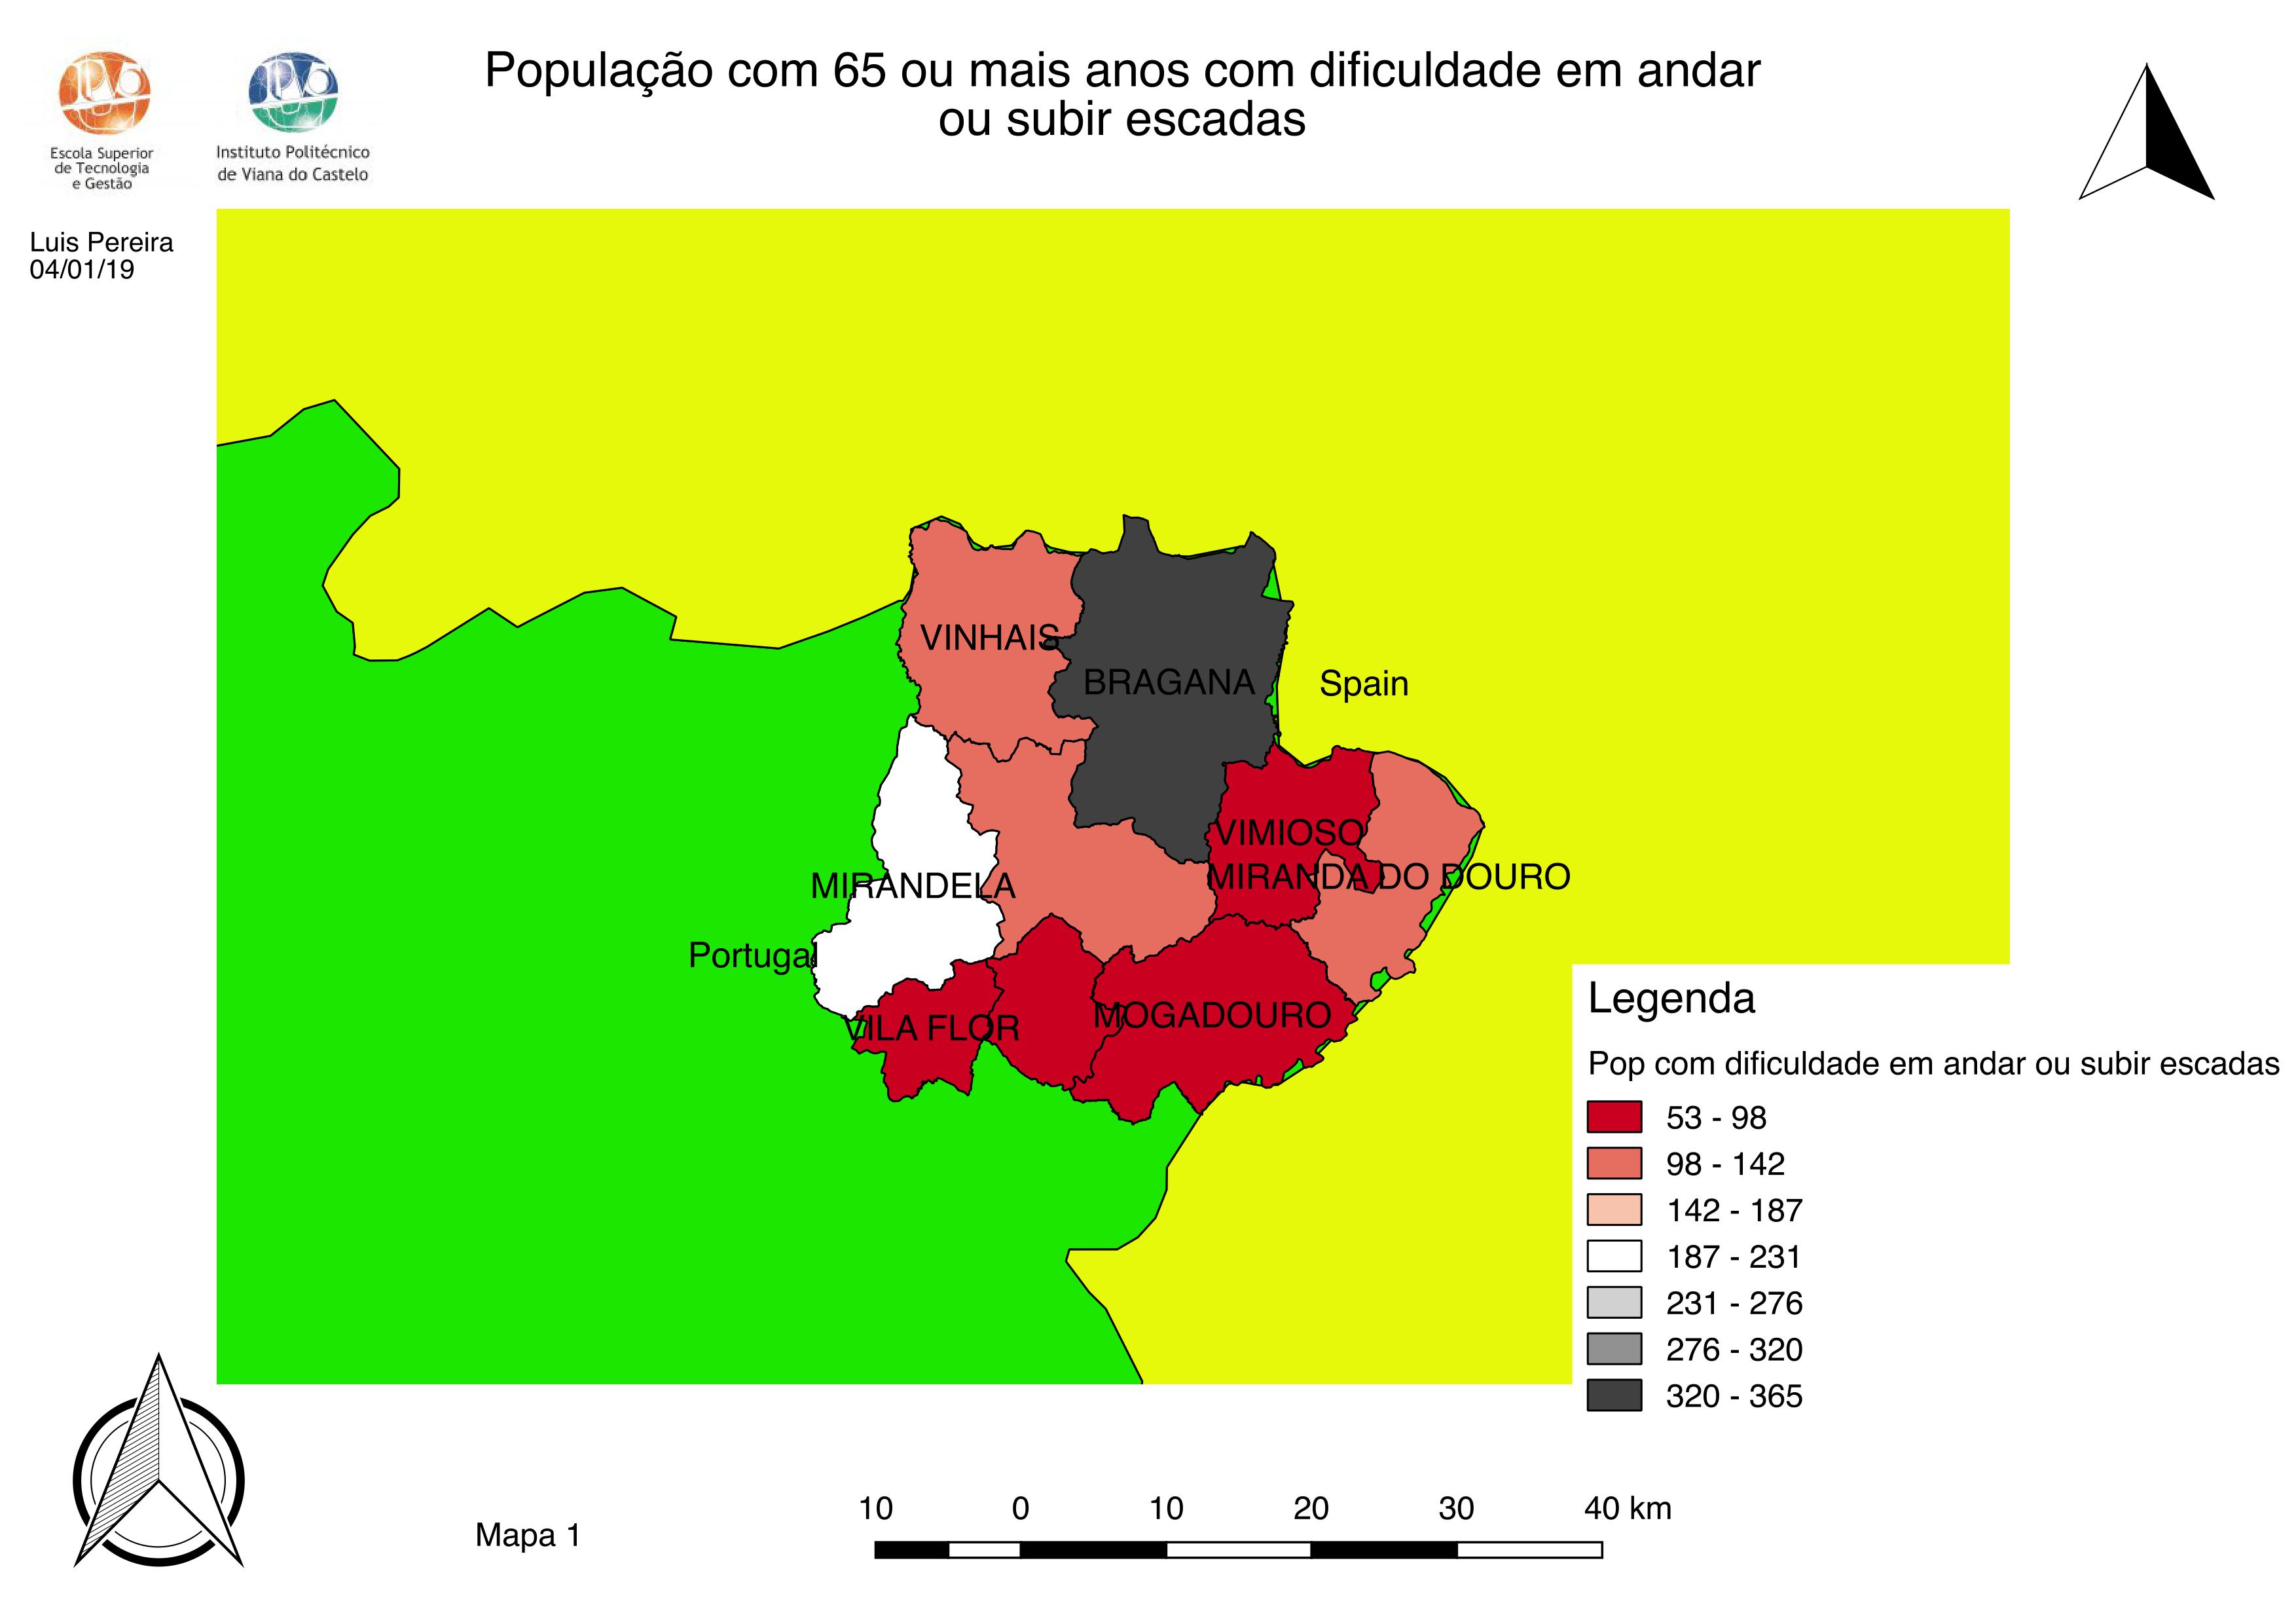 População com 65 ou mais anos com dificuldade em andar
ou subir escadas
Escola Superior
de Tecnologia
e Gestão
Instituto Politécnico
de Viana do Castelo
Luis Pereira
04/01/19
VINHAIS
BRAGANA
Spain
VIMIOSO
MIRANDA DO DOURO
MIRANDELA
Portugal
MOGADOURO
VILA FLOR
Legenda
Pop com dificuldade em andar ou subir escadas
53 - 98
98 - 142
142 - 187
187 - 231
231 - 276
276 - 320
320 - 365
10 0 10 20 30 40 km
Mapa 1